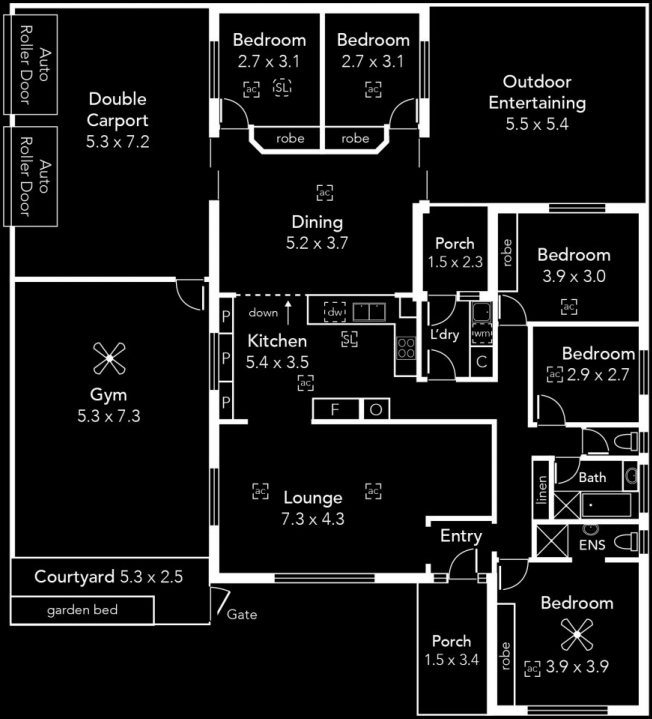 Auto
Roller Door
Auto
Roller Door
Double
Carport
5.3 x 7.2
Bedroom
2.7 x 3.1
ac
SL
robe
Bedroom
2.7 x 3.1
ac
robe
Outdoor
Entertaining
5.5 x 5.4
ac
Dining
5.2 x 3.7
Porch
1.5 x 2.3
robe
Bedroom
3.9 x 3.0
ac
down
dw
P
P
P
Kitchen
5.4 x 3.5
SL
ac
F
O
L'dry
wm
C
Bedroom
ac
2.9 x 2.7
Gym
5.3 x 7.3
ac
ac
Lounge
7.3 x 4.3
Bath
linen
ENS
Entry
Courtyard 5.3 x 2.5
garden bed
Gate
Porch
1.5 x 3.4
robe
Bedroom
ac
3.9 x 3.9